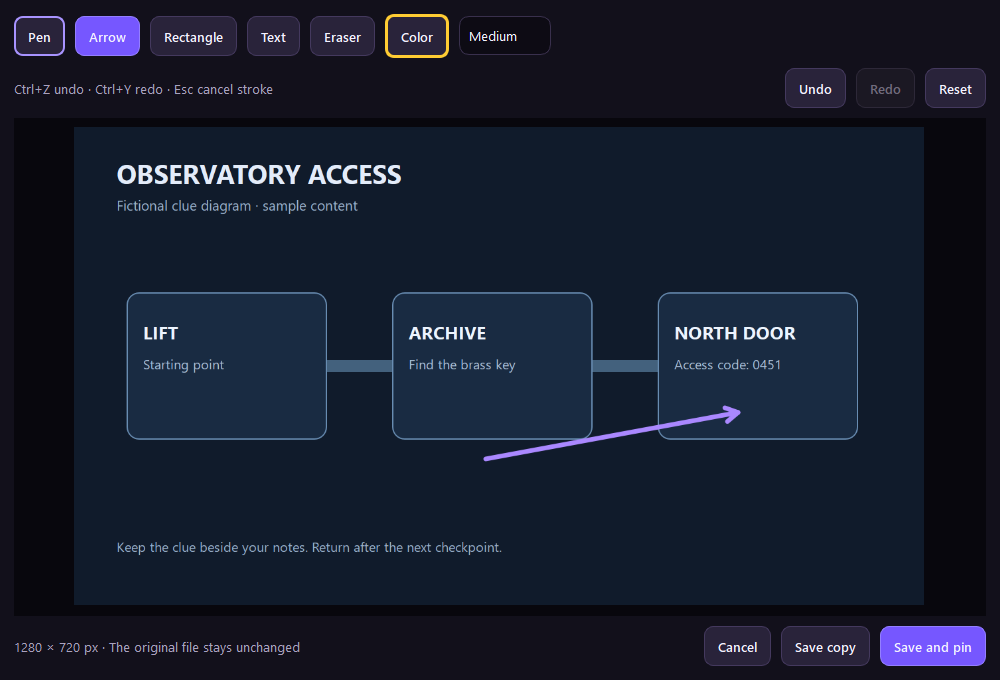 Pen Arrow Rectangle Text Eraser Color Medium
Ctrl+Z undo · Ctrl+Y redo · Esc cancel stroke Undo Redo Reset
OBSERVATORY ACCESS
Fictional clue diagram · sample content
LIFT
Starting point
ARCHIVE
Find the brass key
NORTH DOOR
Access code: 0451
Keep the clue beside your notes. Return after the next checkpoint.
1280 × 720 px · The original file stays unchanged Cancel Save copy Save and pin